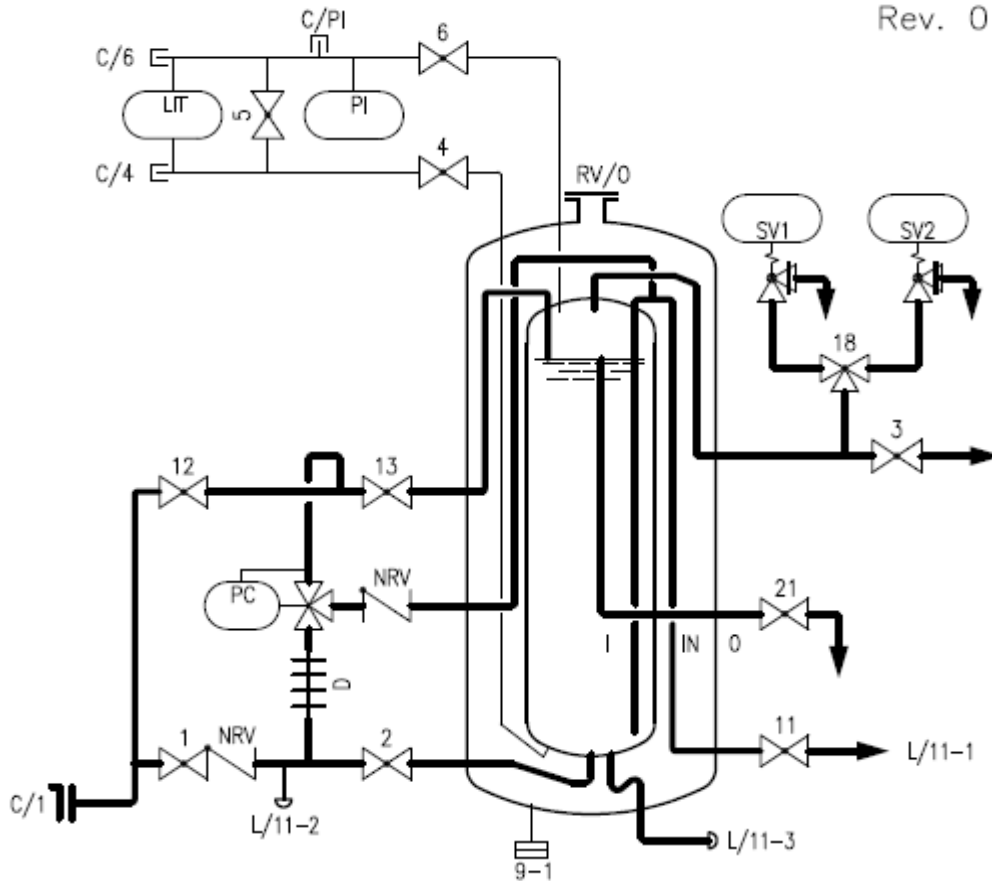 Rev. 0
C/PI
6
C/6
LIT
5
PI
4
C/4
RV/0
SV1
SV2
18
3
12
13
NRV
PC
21
I
IN
O
D
1
NRV
2
11
L/11-1
C/1
L/11-2
L/11-3
9-1